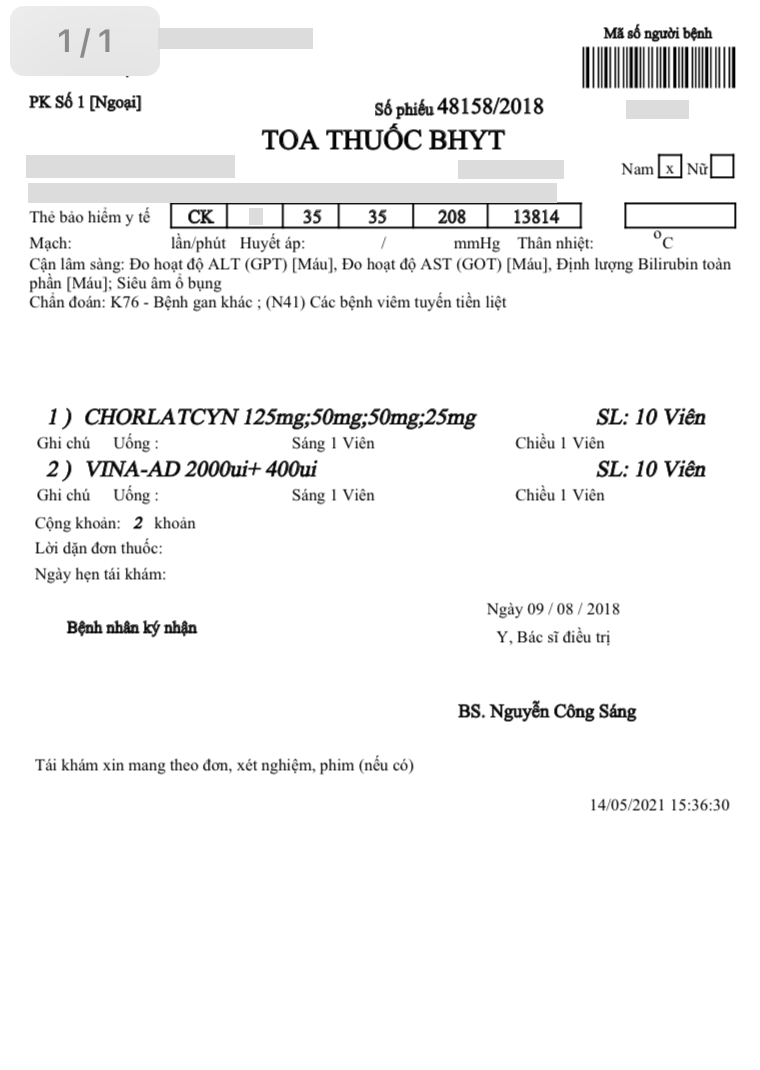 1/1
Mã số người bệnh
PK Số 1 [Ngoại]
Số phiếu 48158/2018
TOA THUỐC BHYT
Nam x Nữ
Thẻ bảo hiểm y tế CK 35 35 208 13814
Mạch: lần/phút Huyết áp: / mmHg Thân nhiệt: °C
Cận lâm sàng: Đo hoạt độ ALT (GPT) [Máu], Đo hoạt độ AST (GOT) [Máu], Định lượng Bilirubin toàn
phần [Máu]; Siêu âm ổ bụng
Chẩn đoán: K76 - Bệnh gan khác ; (N41) Các bệnh viêm tuyến tiền liệt
1 ) CHORLATCYN 125mg;50mg;50mg;25mg SL: 10 Viên
Ghi chú Uống : Sáng 1 Viên Chiều 1 Viên
2 ) VINA-AD 2000ui+ 400ui SL: 10 Viên
Ghi chú Uống : Sáng 1 Viên Chiều 1 Viên
Cộng khoản: 2 khoản
Lời dặn đơn thuốc:
Ngày hẹn tái khám:
Ngày 09 / 08 / 2018
Bệnh nhân ký nhận
Y, Bác sĩ điều trị
BS. Nguyễn Công Sáng
Tái khám xin mang theo đơn, xét nghiệm, phim (nếu có)
14/05/2021 15:36:30